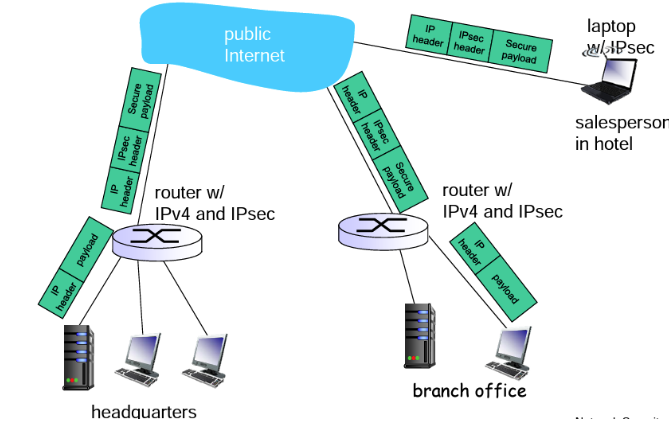 public
Internet
IP
header
IPsec
header
Secure
payload
laptop
w/ IPsec
salesperson
in hotel
Secure
payload
IPsec
header
IP
header
IP
header
IPsec
header
Secure
payload
router w/
IPv4 and IPsec
router w/
IPv4 and IPsec
payload
IP
header
IP
header
payload
branch office
headquarters